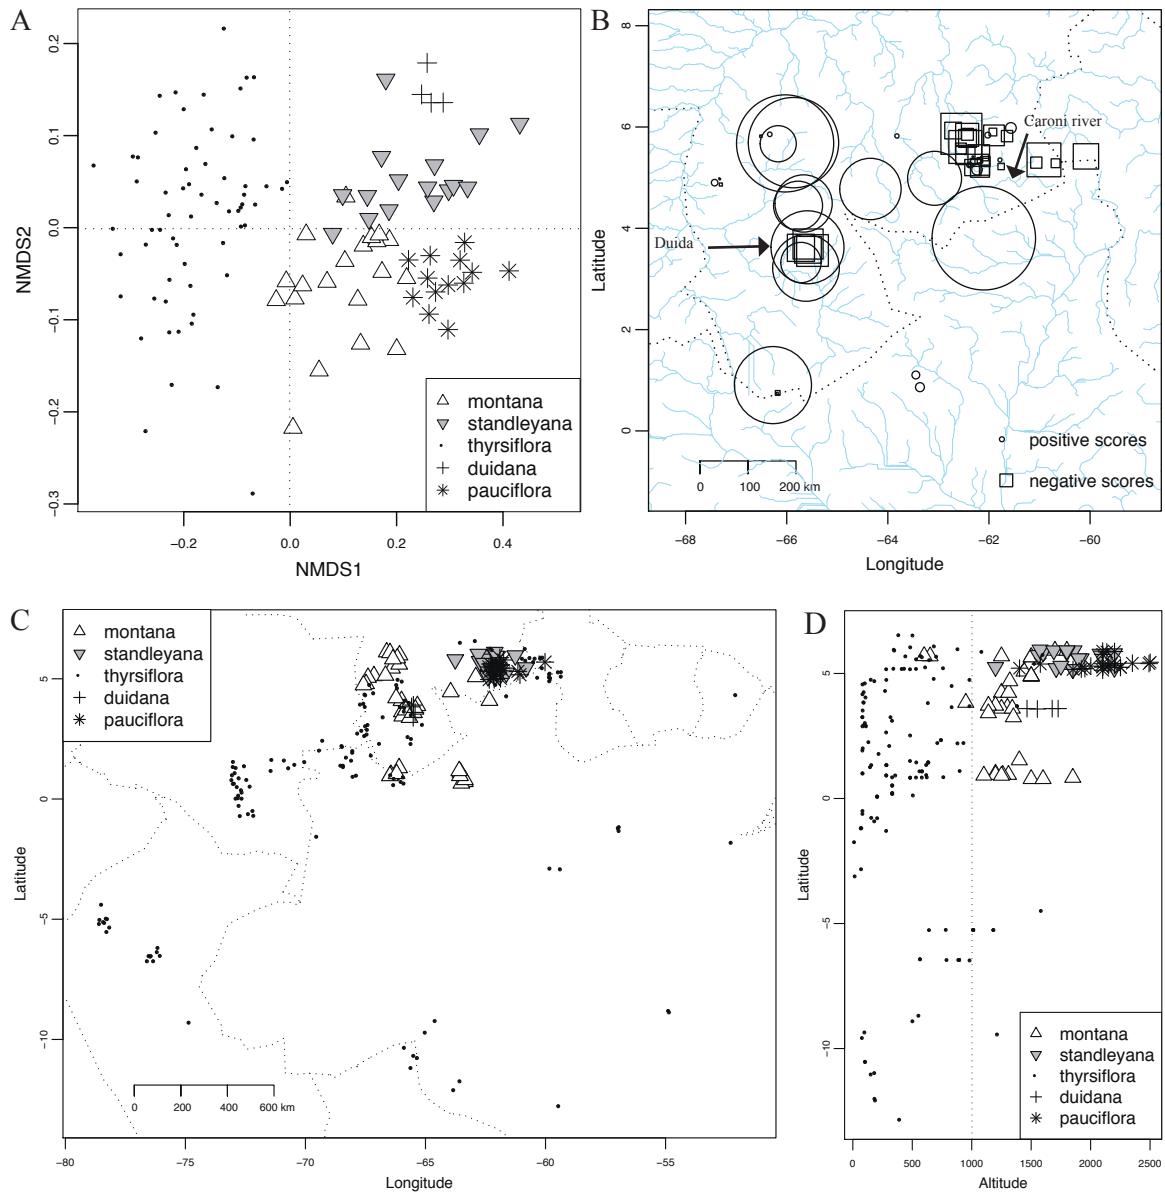 A
0.2
0.1
0.0
−0.1
−0.2
−0.3
NMDS2
montana
standleyana
thyrsiflora
duidana
pauciflora
−0.2
0.0
0.2
0.4
NMDS1
B
8
6
4
2
0
Latitude
Caroni river
Duida
positive scores
negative scores
0
100
200 km
−68
−66
−64
−62
−60
Longitude
C
montana
standleyana
thyrsiflora
duidana
pauciflora
5
0
−5
−10
Latitude
0
200
400
600 km
−80
−75
−70
−65
−60
−55
Longitude
D
5
0
−5
−10
Latitude
montana
standleyana
thyrsiflora
duidana
pauciflora
0
500
1000
1500
2000
2500
Altitude